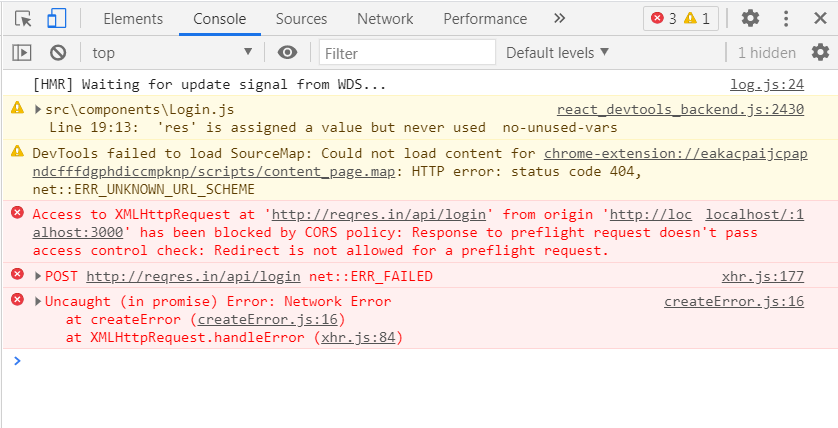 Elements Console Sources Network Performance » 3 1
top Filter Default levels 1 hidden
[HMR] Waiting for update signal from WDS... log.js:24
src\components\Login.js react_devtools_backend.js:2430
Line 19:13: 'res' is assigned a value but never used no-unused-vars
DevTools failed to load SourceMap: Could not load content for chrome-extension://eakacpaijcpap
ndcfffdgphdiccmpknp/scripts/content_page.map: HTTP error: status code 404,
net::ERR_UNKNOWN_URL_SCHEME
Access to XMLHttpRequest at 'http://reqres.in/api/login' from origin 'http://loc localhost/:1
alhost:3000' has been blocked by CORS policy: Response to preflight request doesn't pass
access control check: Redirect is not allowed for a preflight request.
POST http://reqres.in/api/login net::ERR_FAILED xhr.js:177
Uncaught (in promise) Error: Network Error createError.js:16
at createError (createError.js:16)
at XMLHttpRequest.handleError (xhr.js:84)